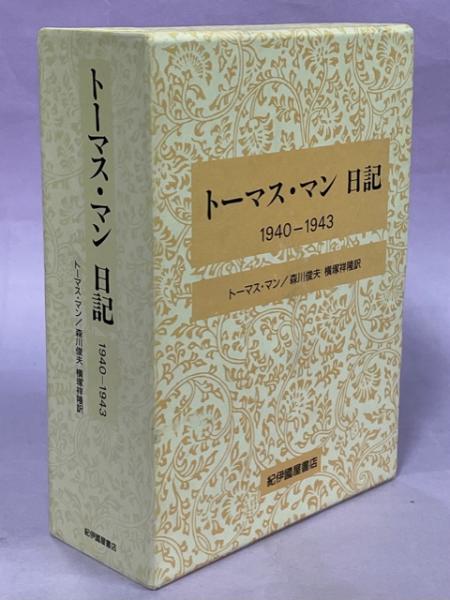 トーマス・マン 日記
1940-1943
トーマス・マン/森川俊夫 横塚祥隆訳
紀伊國屋書店
トーマス・マン 日記
1940-1943
トーマス・マン/森川俊夫 横塚祥隆訳
紀伊國屋書店